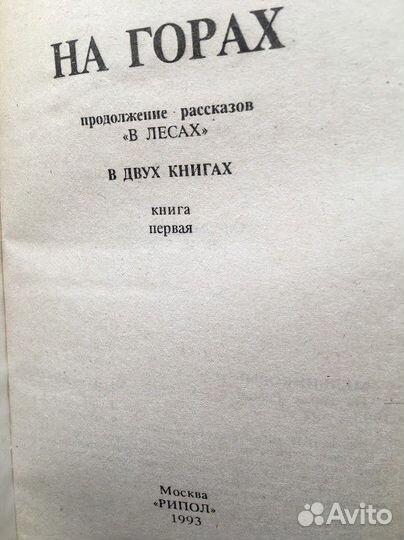 НА ГОРАХ
продолжение рассказов
«В ЛЕСАХ»
В ДВУХ КНИГАХ
книга
первая
Москва
«РИПОЛ»
1993
Avito